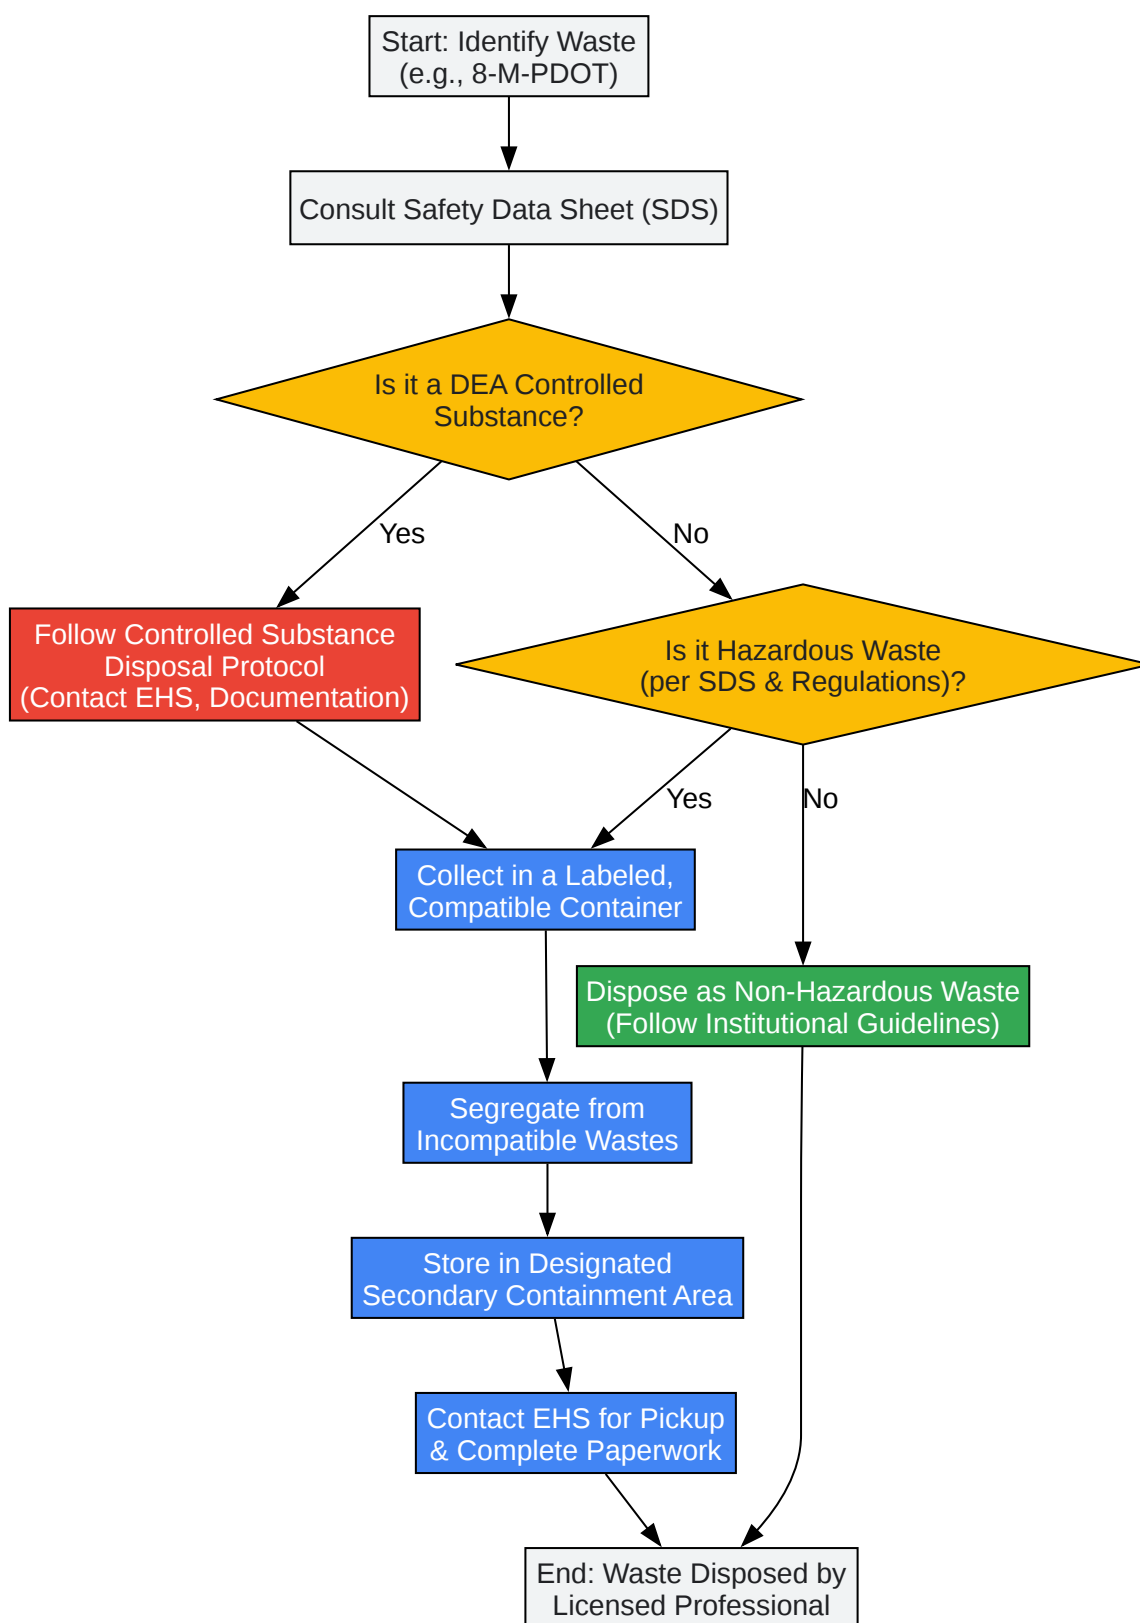 Start: Identify Waste
(e.g., 8-M-PDOT)
Consult Safety Data Sheet (SDS)
Is it a DEA Controlled
Substance?
Yes
No
Follow Controlled Substance
Disposal Protocol
(Contact EHS, Documentation)
Is it Hazardous Waste
(per SDS & Regulations)?
Yes
No
Collect in a Labeled,
Compatible Container
Dispose as Non-Hazardous Waste
(Follow Institutional Guidelines)
Segregate from
Incompatible Wastes
Store in Designated
Secondary Containment Area
Contact EHS for Pickup
& Complete Paperwork
End: Waste Disposed by
Licensed Professional